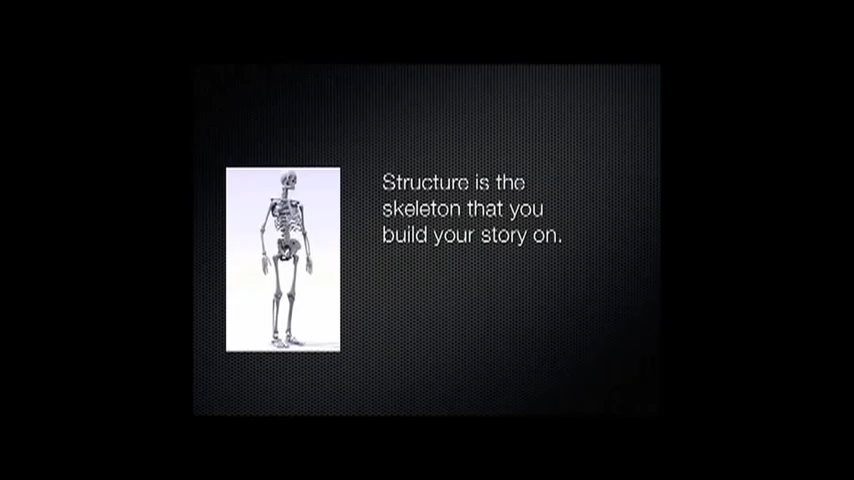 Structure is the
skeleton that you
build your story on.